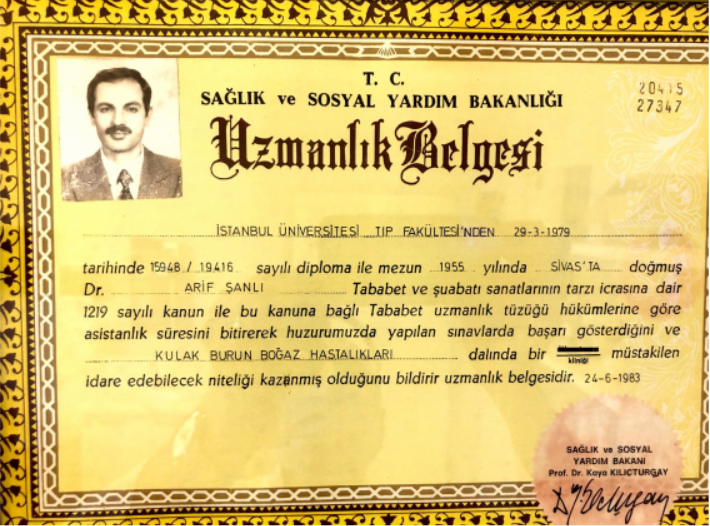 T. C.
SAĞLIK ve SOSYAL YARDIM BAKANLIĞI
20415
27347
Uzmanlık Belgesi
İSTANBUL ÜNİVERSİTESİ TIP FAKÜLTESİ'NDEN 29-3-1979
tarihinde 15948 / 19416 sayılı diploma ile mezun 1955 yılında SİVAS'TA doğmuş
Dr. ARİF ŞANLI Tababet ve şuabatı sanatlarının tarzı icrasına dair
1219 sayılı kanun ile bu kanuna bağlı Tababet uzmanlık tüzüğü hükümlerine göre
asistanlık süresini bitirerek huzurumuzda yapılan sınavlarda başarı gösterdiğini ve
KULAK BURUN BOĞAZ HASTALIKLARI dalında bir kliniği müstakilen
idare edebilecek niteliği kazanmış olduğunu bildirir uzmanlık belgesidir. 24-6-1983
SAĞLIK ve SOSYAL
YARDIM BAKANI
Prof. Dr. Kaya KILIÇTURGAY